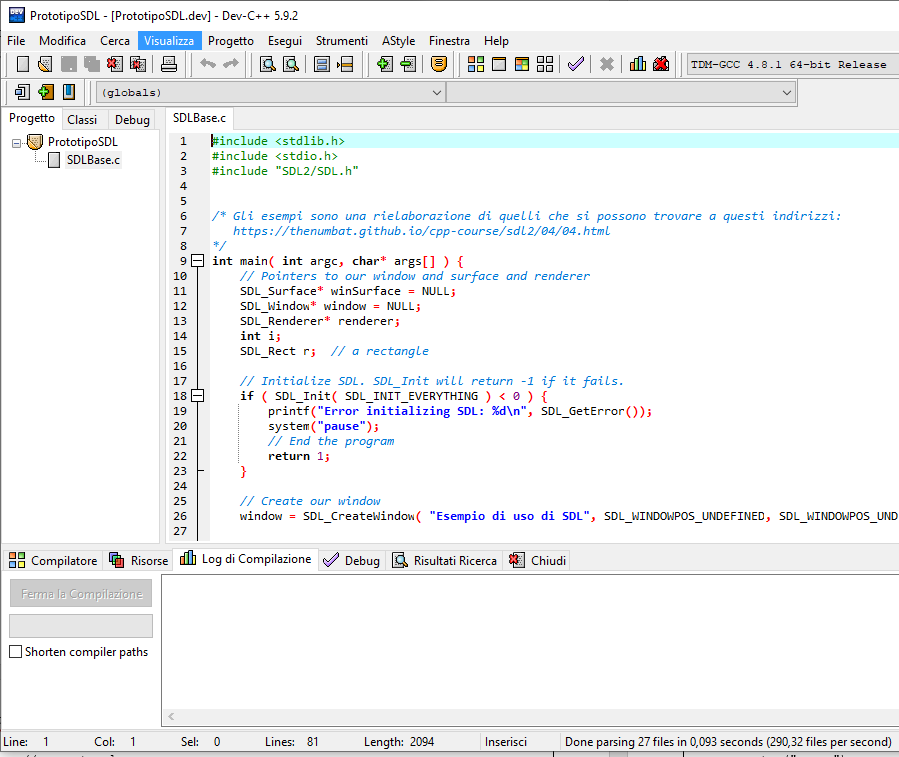 PrototipoSDL - [PrototipoSDL.dev] - Dev-C++ 5.9.2
File Modifica Cerca Visualizza Progetto Esegui Strumenti AStyle Finestra Help
TDM-GCC 4.8.1 64-bit Release
(globals)
Progetto Classi Debug
PrototipoSDL
SDLBase.c
SDLBase.c
1 #include <stdlib.h>
2 #include <stdio.h>
3 #include "SDL2/SDL.h"
4
5
6 /* Gli esempi sono una rielaborazione di quelli che si possono trovare a questi indirizzi:
7 https://thenumbat.github.io/cpp-course/sdl2/04/04.html
8 */
9 int main( int argc, char* args[] ) {
10 // Pointers to our window and surface and renderer
11 SDL_Surface* winSurface = NULL;
12 SDL_Window* window = NULL;
13 SDL_Renderer* renderer;
14 int i;
15 SDL_Rect r; // a rectangle
16
17 // Initialize SDL. SDL_Init will return -1 if it fails.
18 if ( SDL_Init( SDL_INIT_EVERYTHING ) < 0 ) {
19 printf("Error initializing SDL: %d\n", SDL_GetError());
20 system("pause");
21 // End the program
22 return 1;
23 }
24
25 // Create our window
26 window = SDL_CreateWindow( "Esempio di uso di SDL", SDL_WINDOWPOS_UNDEFINED, SDL_WINDOWPOS_UND
27
Compilatore Risorse Log di Compilazione Debug Risultati Ricerca Chiudi
Ferma la Compilazione
Shorten compiler paths
Line: 1 Col: 1 Sel: 0 Lines: 81 Length: 2094 Inserisci Done parsing 27 files in 0,093 seconds (290,32 files per second)